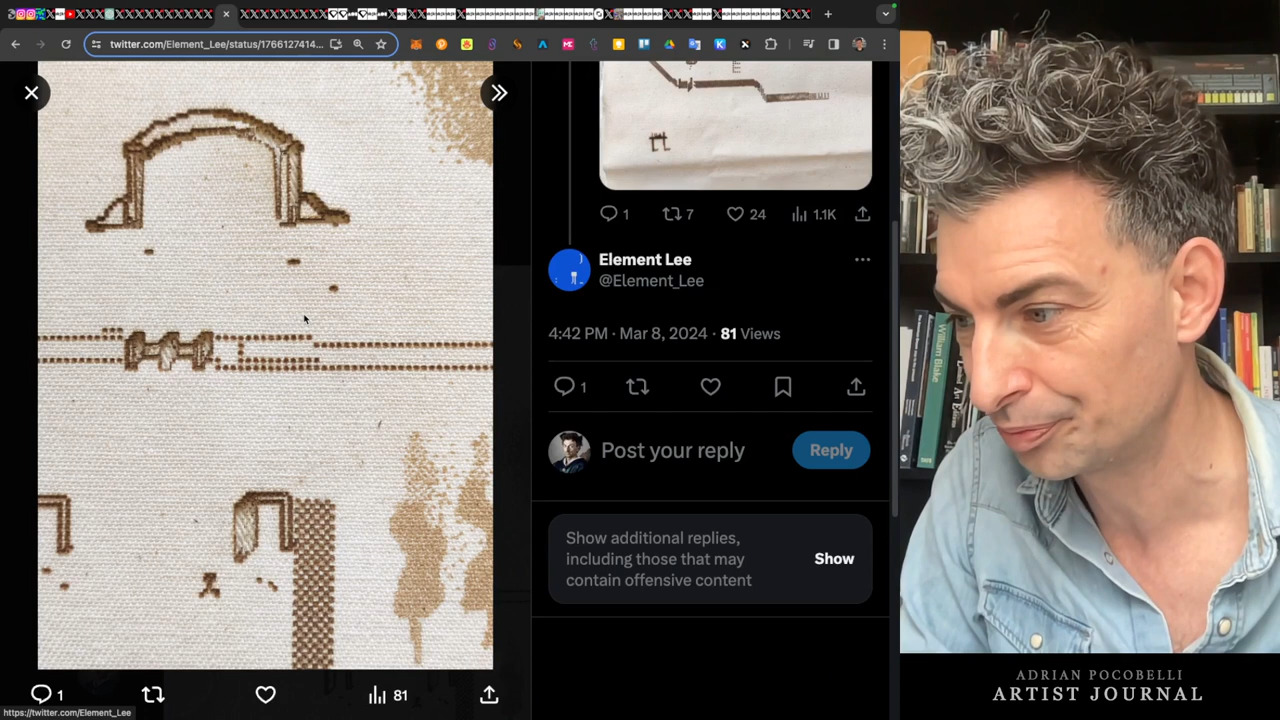 twitter.com/Element_Lee/status/1766127414...
1
7
24
1.1K
Element Lee
@Element_Lee
4:42 PM · Mar 8, 2024 · 81 Views
1
Post your reply
Reply
Show additional replies,
including those that may
contain offensive content
Show
1
81
https://twitter.com/Element_Lee
William Blake
ADRIAN POCOBELLI
ARTIST JOURNAL